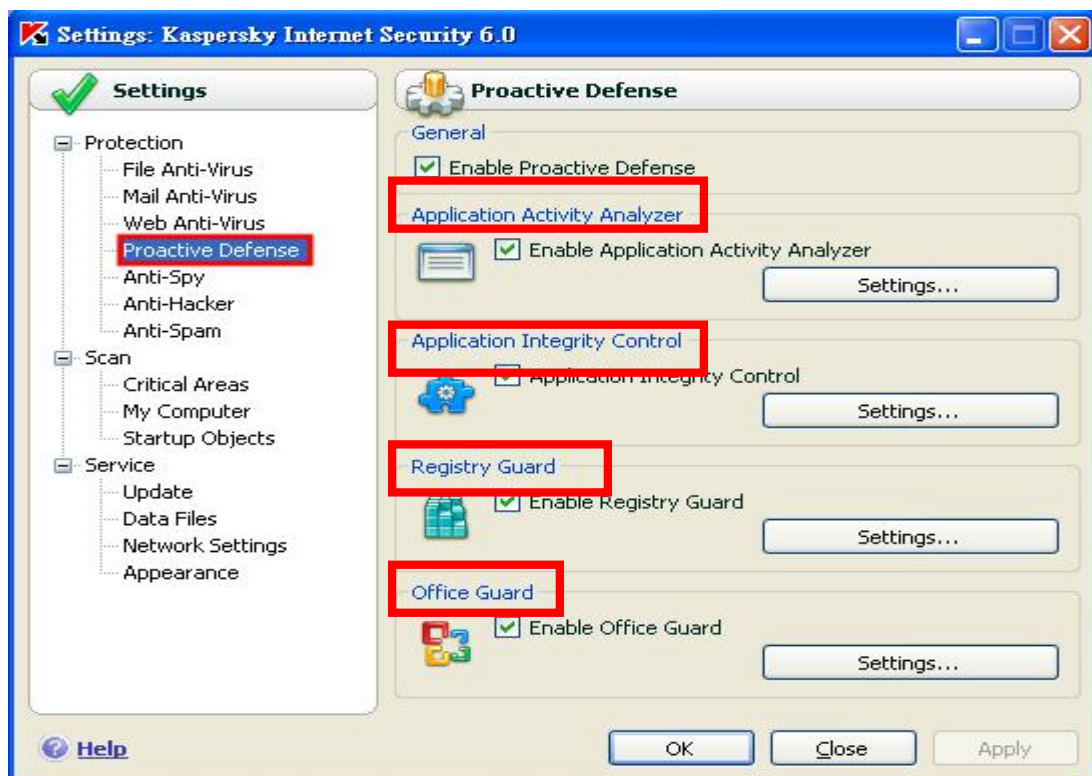 Settings: Kaspersky Internet Security 6.0
Settings
Protection
File Anti-Virus
Mail Anti-Virus
Web Anti-Virus
Proactive Defense
Anti-Spy
Anti-Hacker
Anti-Spam
Scan
Critical Areas
My Computer
Startup Objects
Service
Update
Data Files
Network Settings
Appearance
Proactive Defense
General
Enable Proactive Defense
Application Activity Analyzer
Enable Application Activity Analyzer
Settings...
Application Integrity Control
Application Integrity Control
Settings...
Registry Guard
Enable Registry Guard
Settings...
Office Guard
Enable Office Guard
Settings...
Help
OK
Close
Apply